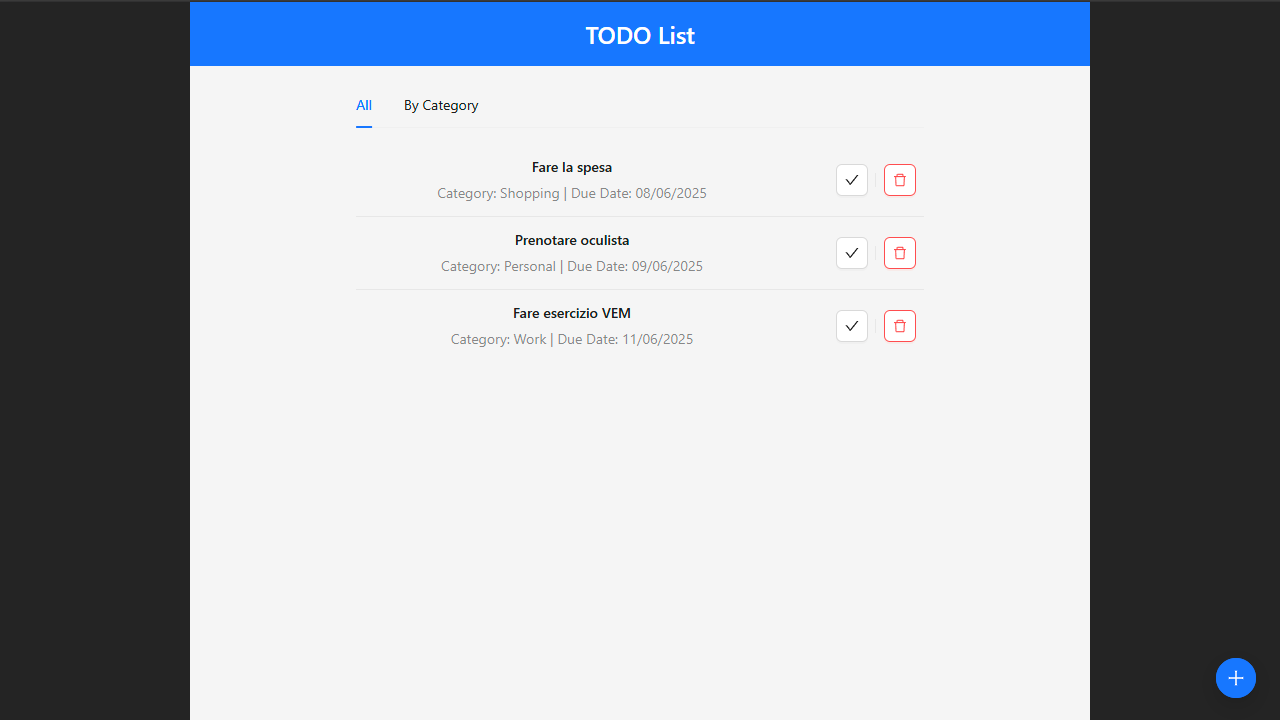 TODO List
All
By Category
Fare la spesa
Category: Shopping | Due Date: 08/06/2025
Prenotare oculista
Category: Personal | Due Date: 09/06/2025
Fare esercizio VEM
Category: Work | Due Date: 11/06/2025